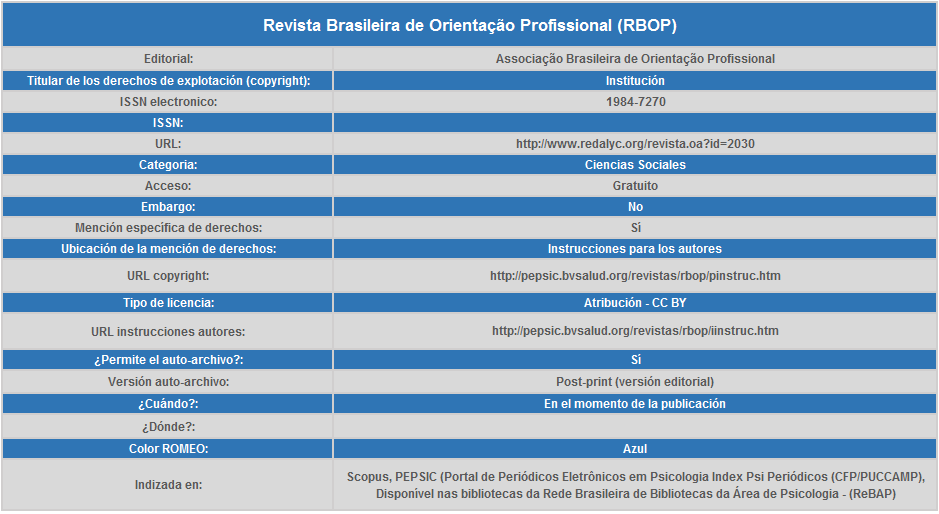 Revista Brasileira de Orientação Profissional (RBOP)
Editorial: Associação Brasileira de Orientação Profissional
Titular de los derechos de explotación (copyright): Institución
ISSN electronico: 1984-7270
ISSN:
URL: http://www.redalyc.org/revista.oa?id=2030
Categoria: Ciencias Sociales
Acceso: Gratuito
Embargo: No
Mención específica de derechos: Sí
Ubicación de la mención de derechos: Instrucciones para los autores
URL copyright: http://pepsic.bvsalud.org/revistas/rbop/pinstruc.htm
Tipo de licencia: Atribución - CC BY
URL instrucciones autores: http://pepsic.bvsalud.org/revistas/rbop/iinstruc.htm
¿Permite el auto-archivo?: Sí
Versión auto-archivo: Post-print (versión editorial)
¿Cuándo?: En el momento de la publicación
¿Dónde?:
Color ROMEO: Azul
Indizada en: Scopus, PEPSIC (Portal de Periódicos Eletrônicos em Psicologia Index Psi Periódicos (CFP/PUCCAMP),
Disponível nas bibliotecas da Rede Brasileira de Bibliotecas da Área de Psicologia - (ReBAP)